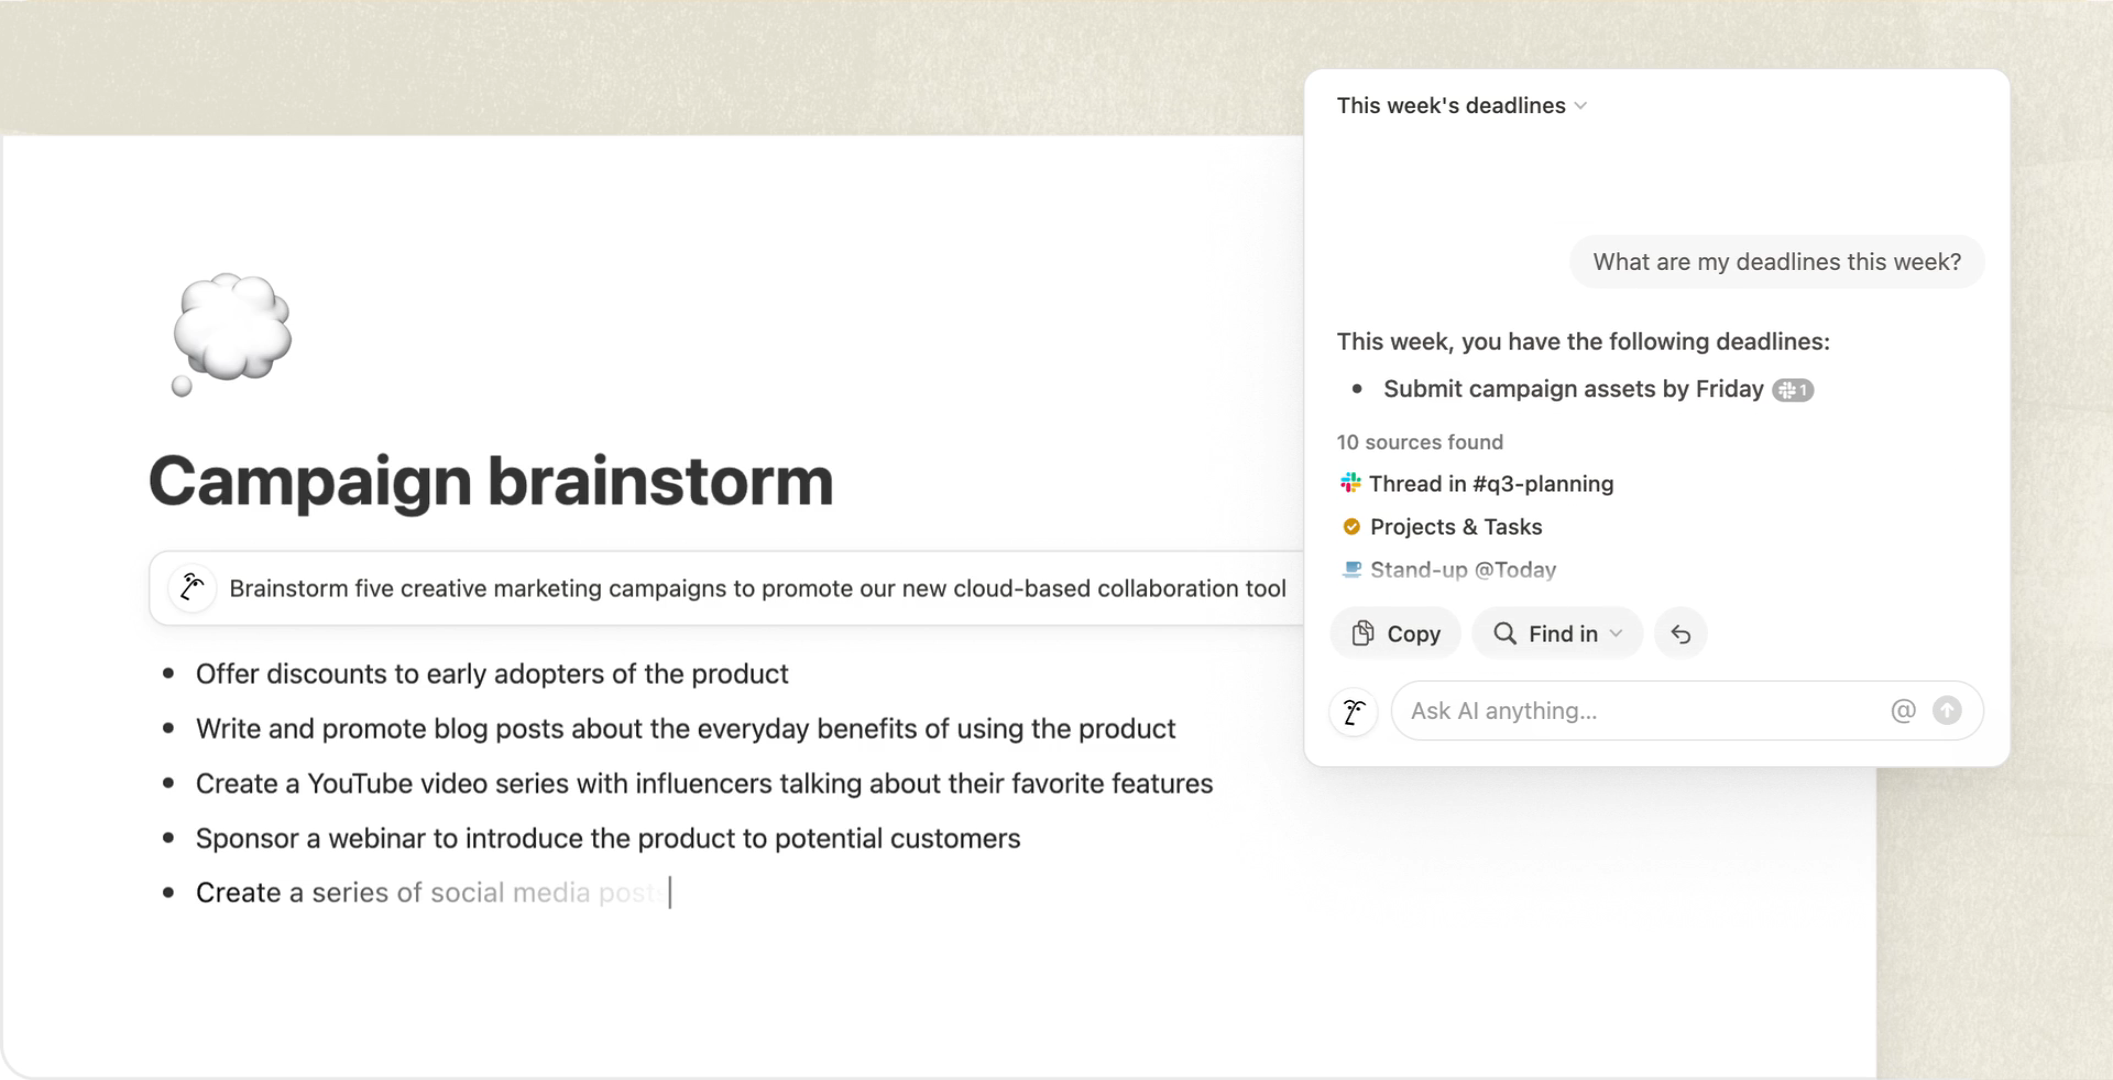 Campaign brainstorm
Brainstorm five creative marketing campaigns to promote our new cloud-based collaboration tool
• Offer discounts to early adopters of the product
• Write and promote blog posts about the everyday benefits of using the product
• Create a YouTube video series with influencers talking about their favorite features
• Sponsor a webinar to introduce the product to potential customers
• Create a series of social media posts
This week's deadlines
What are my deadlines this week?
This week, you have the following deadlines:
• Submit campaign assets by Friday 1
10 sources found
Thread in #q3-planning
Projects & Tasks
Stand-up @Today
Copy
Find in
Ask AI anything... @